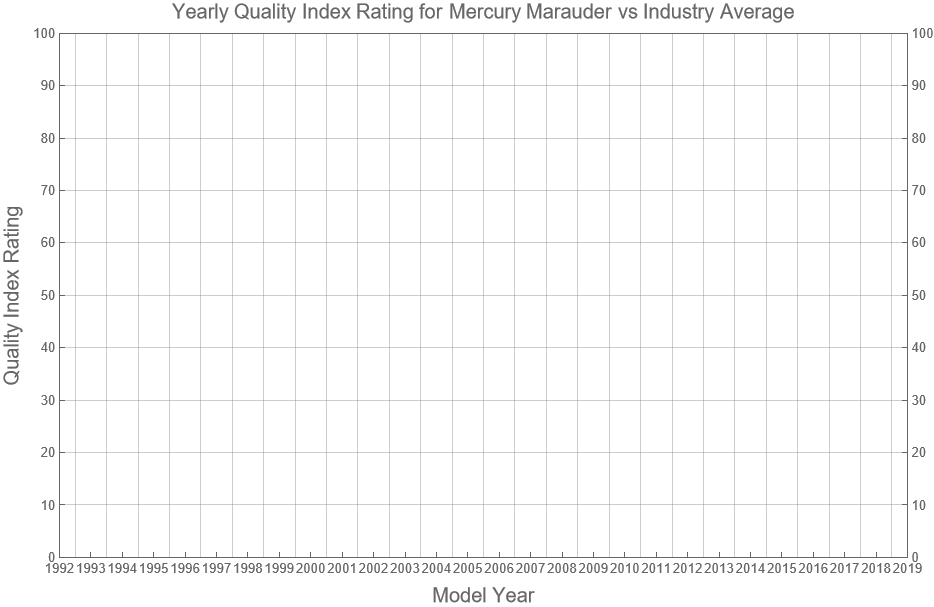 Yearly Quality Index Rating for Mercury Marauder vs Industry Average
100 100
90 90
80 80
70 70
60 60
50 50
40 40
30 30
20 20
10 10
0 0
Quality Index Rating
1992 1993 1994 1995 1996 1997 1998 1999 2000 2001 2002 2003 2004 2005 2006 2007 2008 2009 2010 2011 2012 2013 2014 2015 2016 2017 2018 2019
Model Year